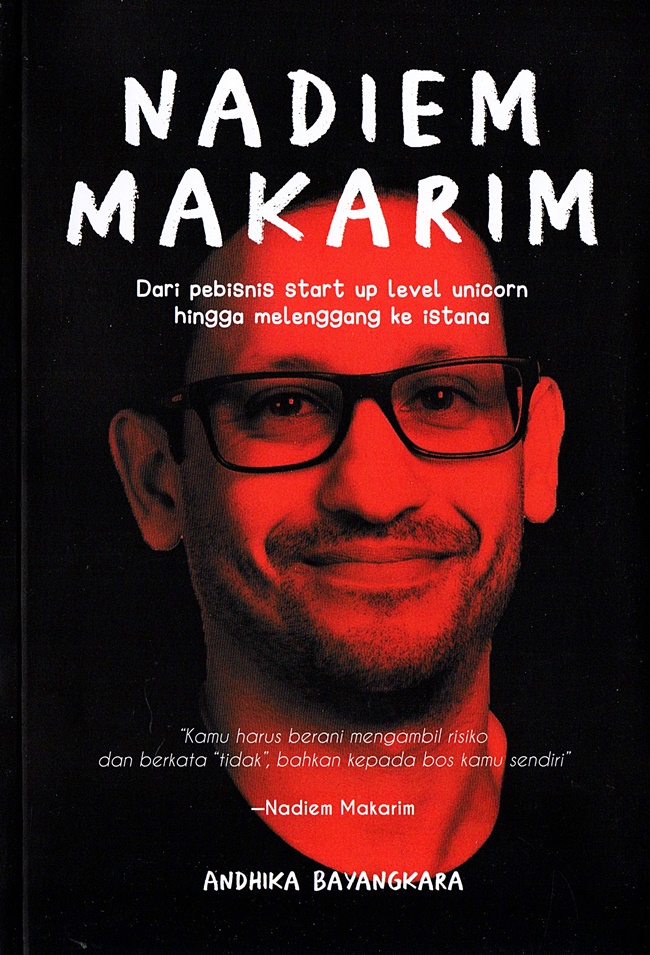 NADIEM
MAKARIM
Dari pebisnis start up level unicorn
hingga melenggang ke istana
“Kamu harus berani mengambil risiko
dan berkata “tidak”, bahkan kepada bos kamu sendiri”
—Nadiem Makarim
ANDHIKA BAYANGKARA